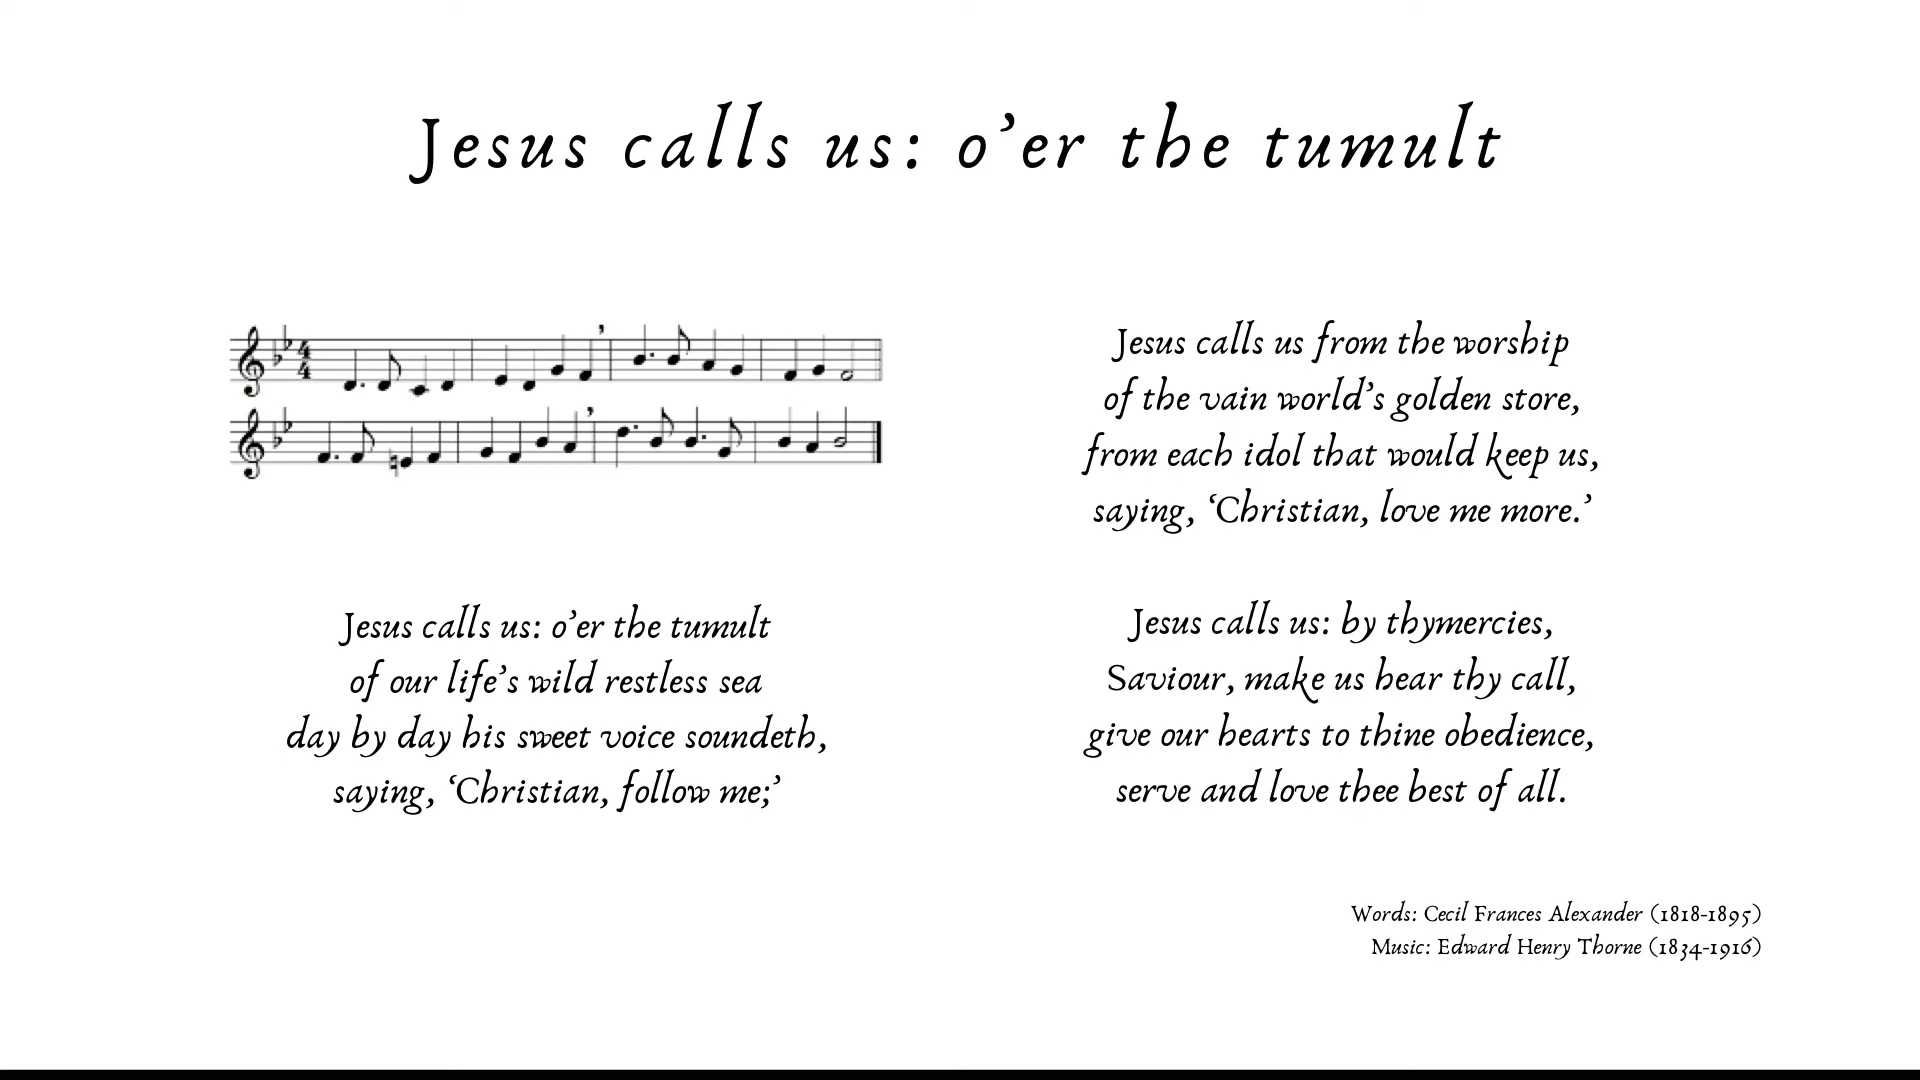 Jesus calls us: o’er the tumult
Jesus calls us: o’er the tumult
of our life’s wild restless sea
day by day his sweet voice soundeth,
saying, ‘Christian, follow me;’
Jesus calls us from the worship
of the vain world’s golden store,
from each idol that would keep us,
saying, ‘Christian, love me more.’
Jesus calls us: by thymercies,
Saviour, make us hear thy call,
give our hearts to thine obedience,
serve and love thee best of all.
Words: Cecil Frances Alexander (1818-1895)
Music: Edward Henry Thorne (1834-1916)